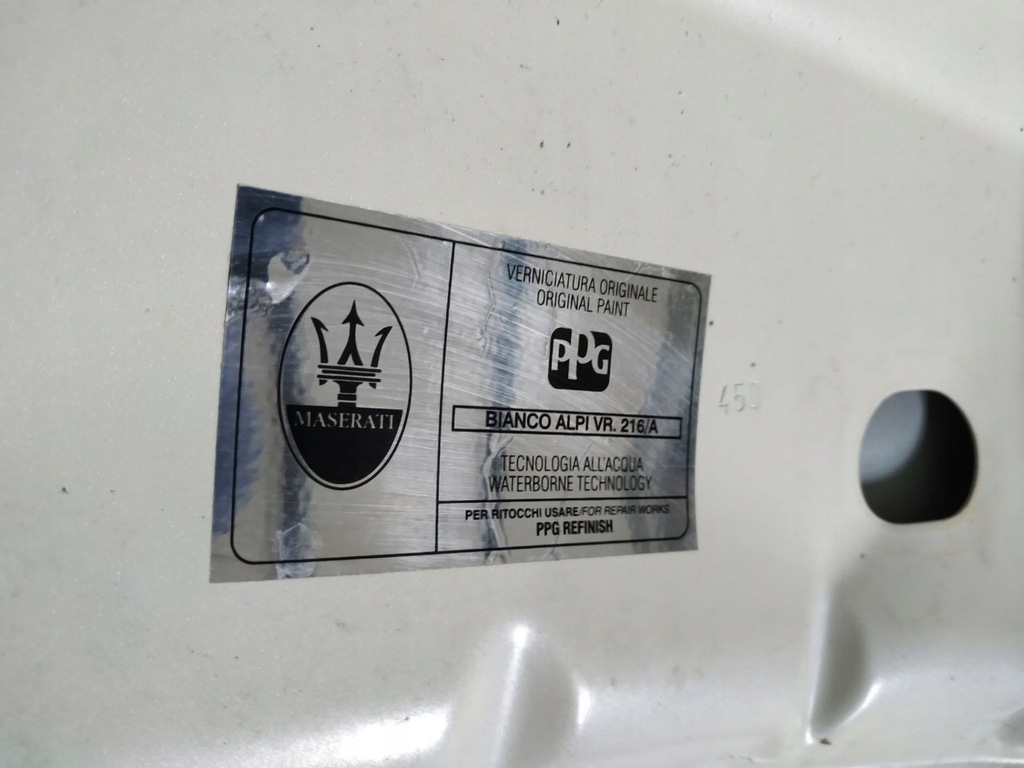 MASERATI
VERNICIATURA ORIGINALE
ORIGINAL PAINT
PPG
BIANCO ALPI VR. 216/A
TECNOLOGIA ALL'ACQUA
WATERBORNE TECHNOLOGY
PER RITOCCHI USARE/FOR REPAIR WORKS
PPG REFINISH